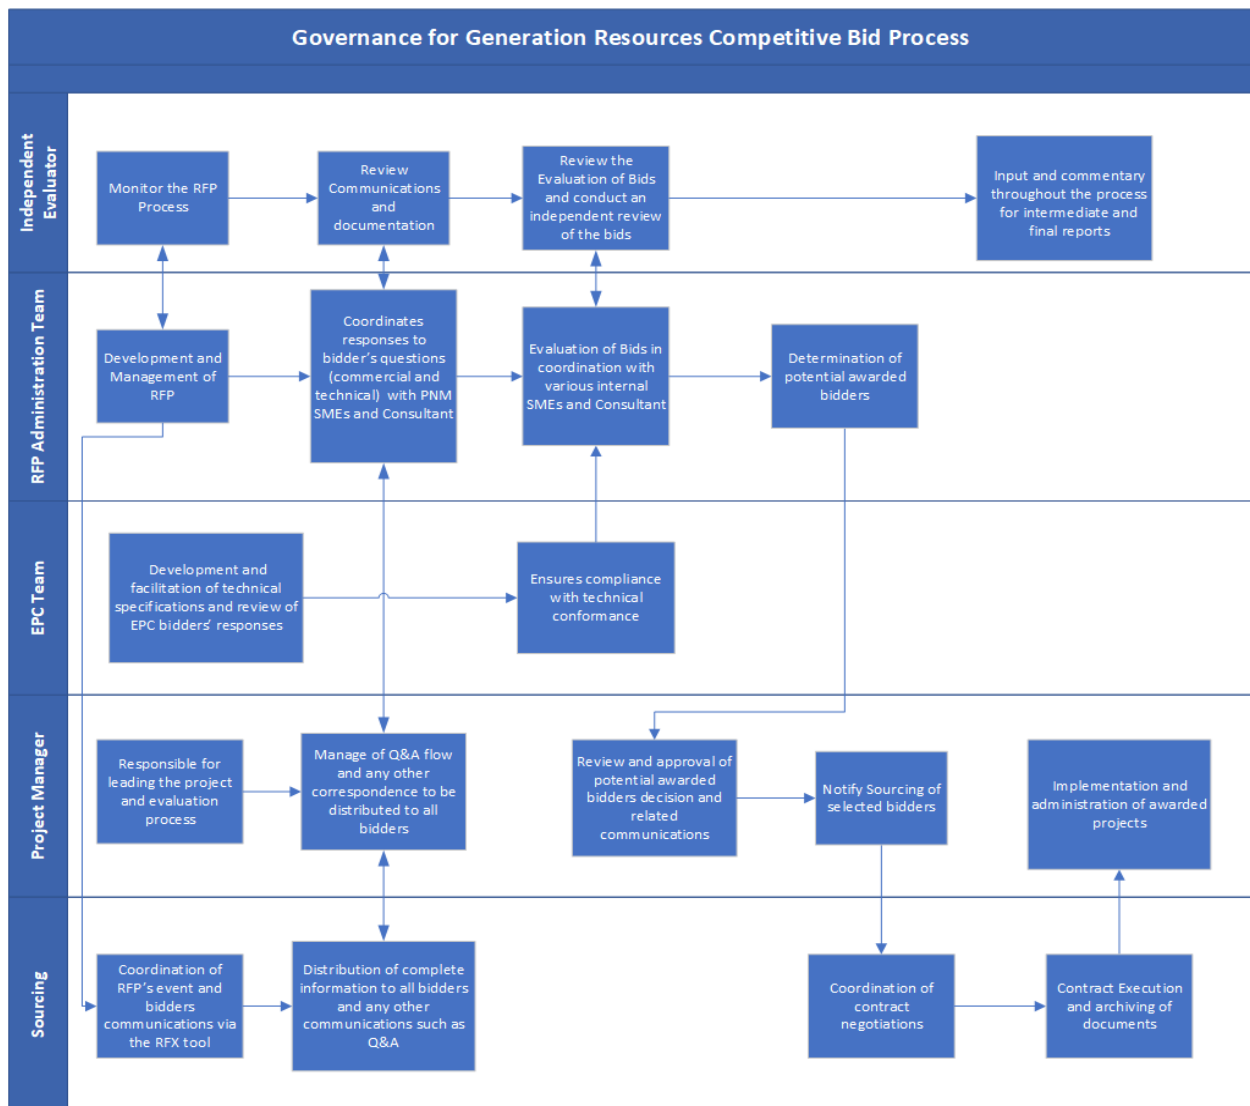 Governance for Generation Resources Competitive Bid Process
Independent
Evaluator
Monitor the RFP
Process
Review
Communications
and
documentation
Review the
Evaluation of Bids
and conduct an
independent review
of the bids
Input and commentary
throughout the process
for intermediate and
final reports
RFP Administration Team
Development and
Management of
RFP
Coordinates
responses to
bidder's questions
(commercial and
technical) with PNM
SMEs and Consultant
Evaluation of Bids in
coordination with
various internal
SMEs and Consultant
Determination of
potential awarded
bidders
EPC Team
Development and
facilitation of technical
specifications and review of
EPC bidders' responses
Ensures compliance
with technical
conformance
Project Manager
Responsible for
leading the project
and evaluation
process
Manage of Q&A flow
and any other
correspondence to be
distributed to all
bidders
Review and approval of
potential awarded
bidders decision and
related
communications
Notify Sourcing of
selected bidders
Implementation and
administration of awarded
projects
Sourcing
Coordination of
RFP's event and
bidders
communications via
the RFX tool
Distribution of complete
information to all bidders
and any other
communications such as
Q&A
Coordination of
contract
negotiations
Contract Execution
and archiving of
documents